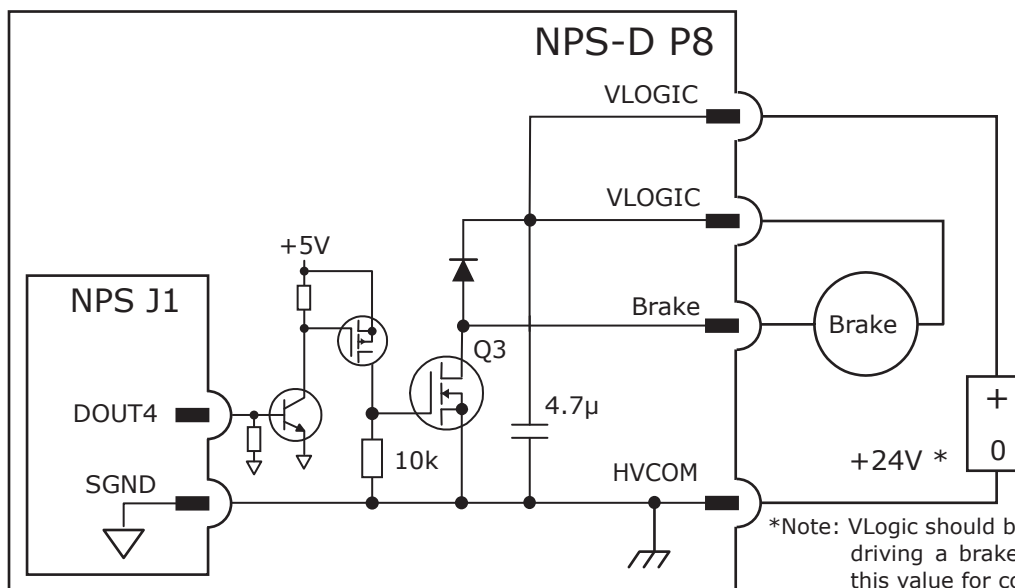 NPS-D P8
VLOGIC
VLOGIC
+5V
NPS J1
Brake
Brake
Q3
DOUT4
4.7µ
+
10k
+24V *
0
SGND
HVCOM
*Note: VLogic should b
driving a brake
this value for co